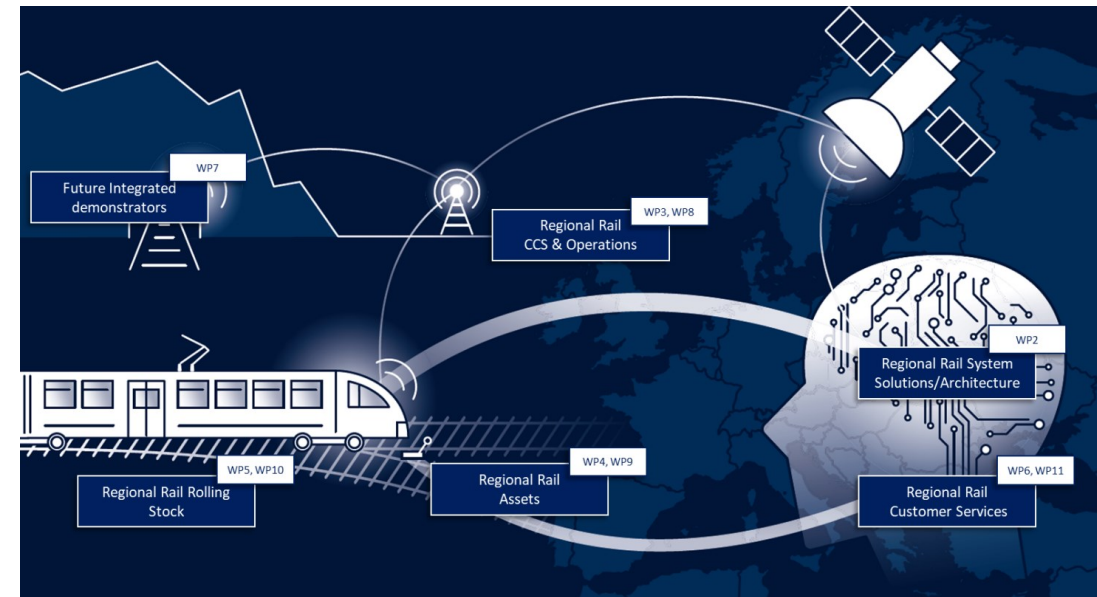 WP7
Future Integrated
demonstrators
WP3, WP8
Regional Rail
CCS & Operations
WP2
Regional Rail System
Solutions/Architecture
WP5, WP10
Regional Rail Rolling
Stock
WP4, WP9
Regional Rail
Assets
WP6, WP11
Regional Rail
Customer Services